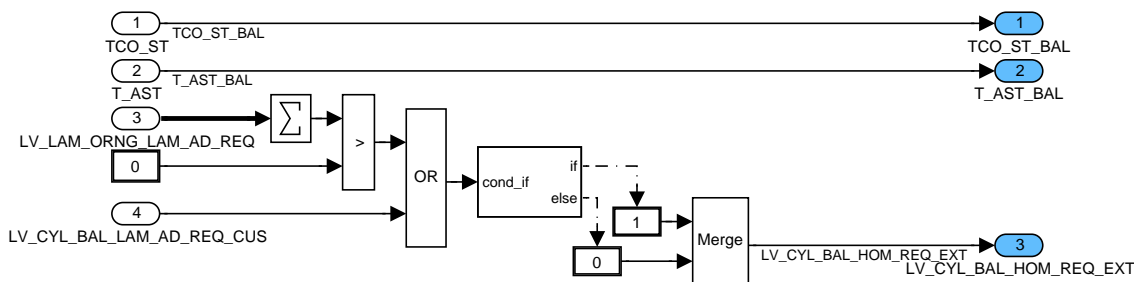 1
TCO_ST_BAL
1
TCO_ST
TCO_ST_BAL
2
T_AST_BAL
2
T_AST
T_AST_BAL
3
∑
LV_LAM_ORNG_LAM_AD_REQ
>
0
OR
cond_if
if
else
4
LV_CYL_BAL_LAM_AD_REQ_CUS
1
Merge
0
LV_CYL_BAL_HOM_REQ_EXT
3
LV_CYL_BAL_HOM_REQ_EXT